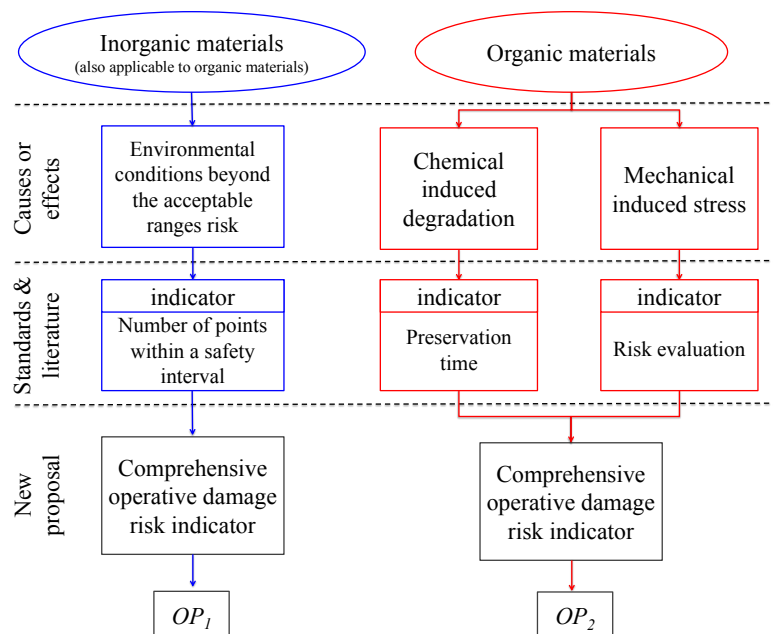 Inorganic materials
(also applicable to organic materials)
Organic materials
Causes or
effects
Environmental
conditions beyond
the acceptable
ranges risk
Chemical
induced
degradation
Mechanical
induced stress
Standards &
literature
indicator
Number of points
within a safety
interval
indicator
Preservation
time
indicator
Risk evaluation
New
proposal
Comprehensive
operative damage
risk indicator
Comprehensive
operative damage
risk indicator
OP1
OP2